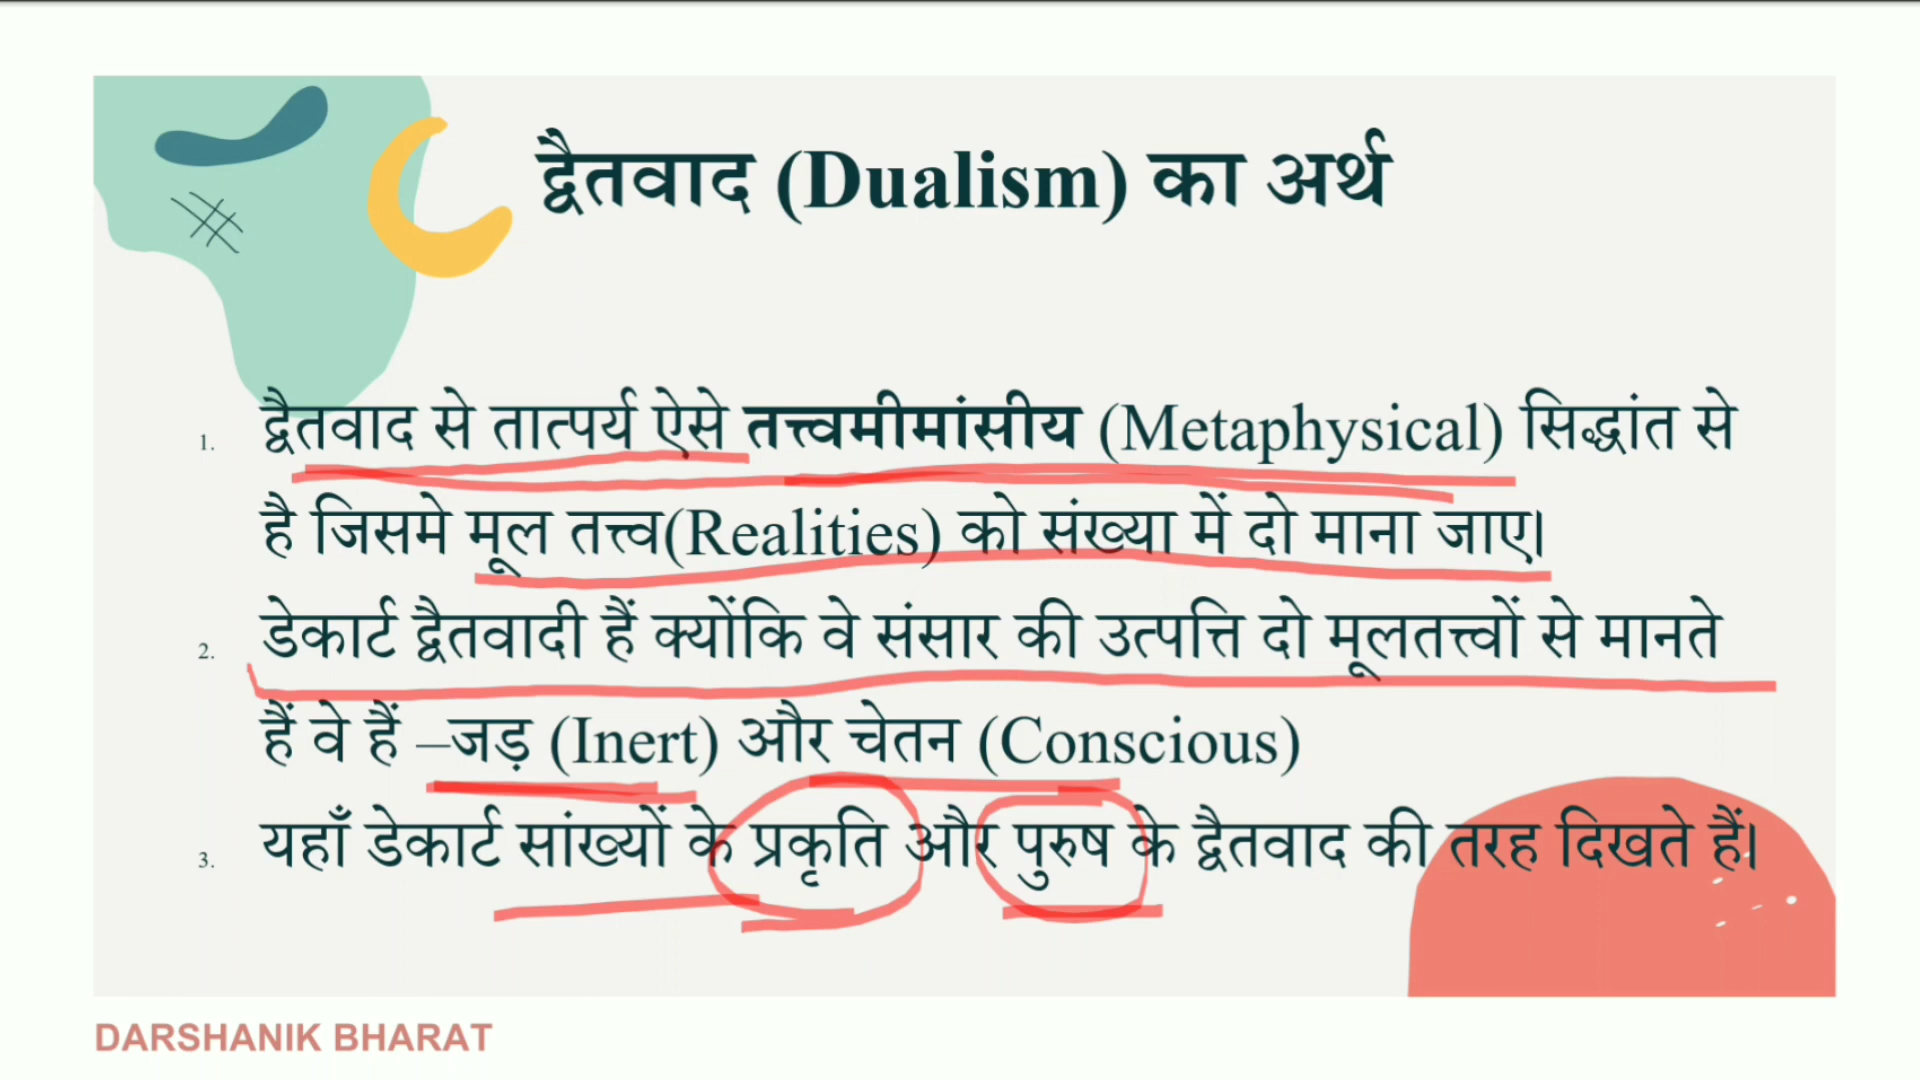 द्वैतवाद (Dualism) का अर्थ
1. द्वैतवाद से तात्पर्य ऐसे तत्त्वमीमांसीय (Metaphysical) सिद्धांत से
है जिसमे मूल तत्त्व(Realities) को संख्या में दो माना जाए।
2. डेकार्ट द्वैतवादी हैं क्योंकि वे संसार की उत्पत्ति दो मूलतत्त्वों से मानते
हैं वे हैं –जड़ (Inert) और चेतन (Conscious)
3. यहाँ डेकार्ट सांख्यों के प्रकृति और पुरुष के द्वैतवाद की तरह दिखते हैं।
DARSHANIK BHARAT